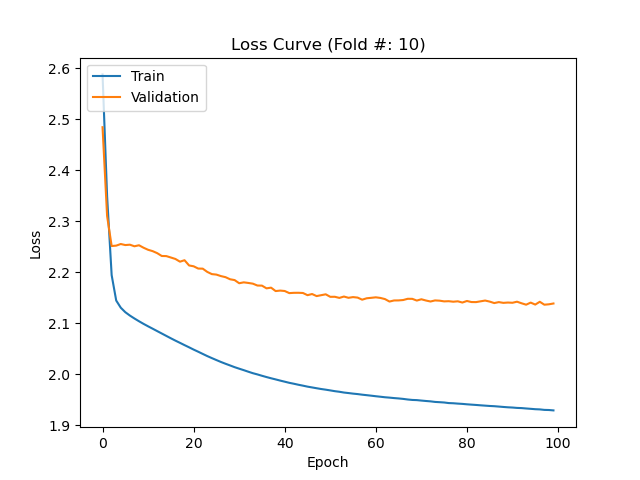 Loss Curve (Fold #: 10)
Train
Validation
2.6
2.5
2.4
2.3
2.2
2.1
2.0
1.9
Loss
0 20 40 60 80 100
Epoch